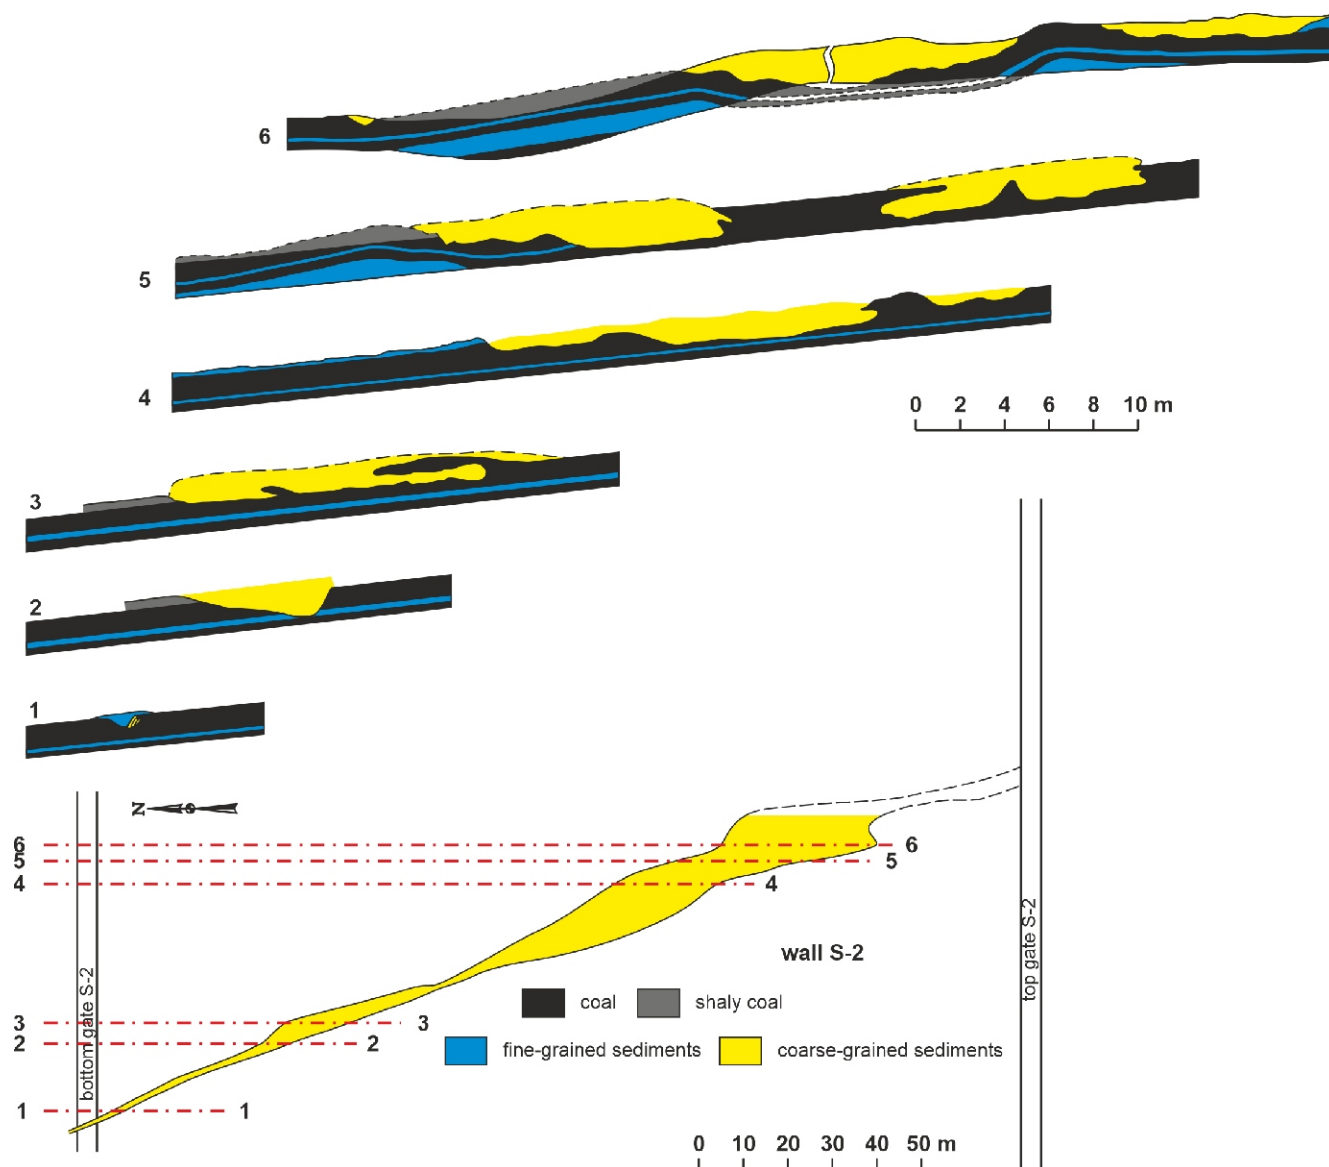 6
5
4
0 2 4 6 8 10 m
3
2
1
N
6 6
5 5
4 4
wall S-2
bottom gate S-2
top gate S-2
coal shaly coal
3 3
2 2
fine-grained sediments coarse-grained sediments
1 1
0 10 20 30 40 50 m